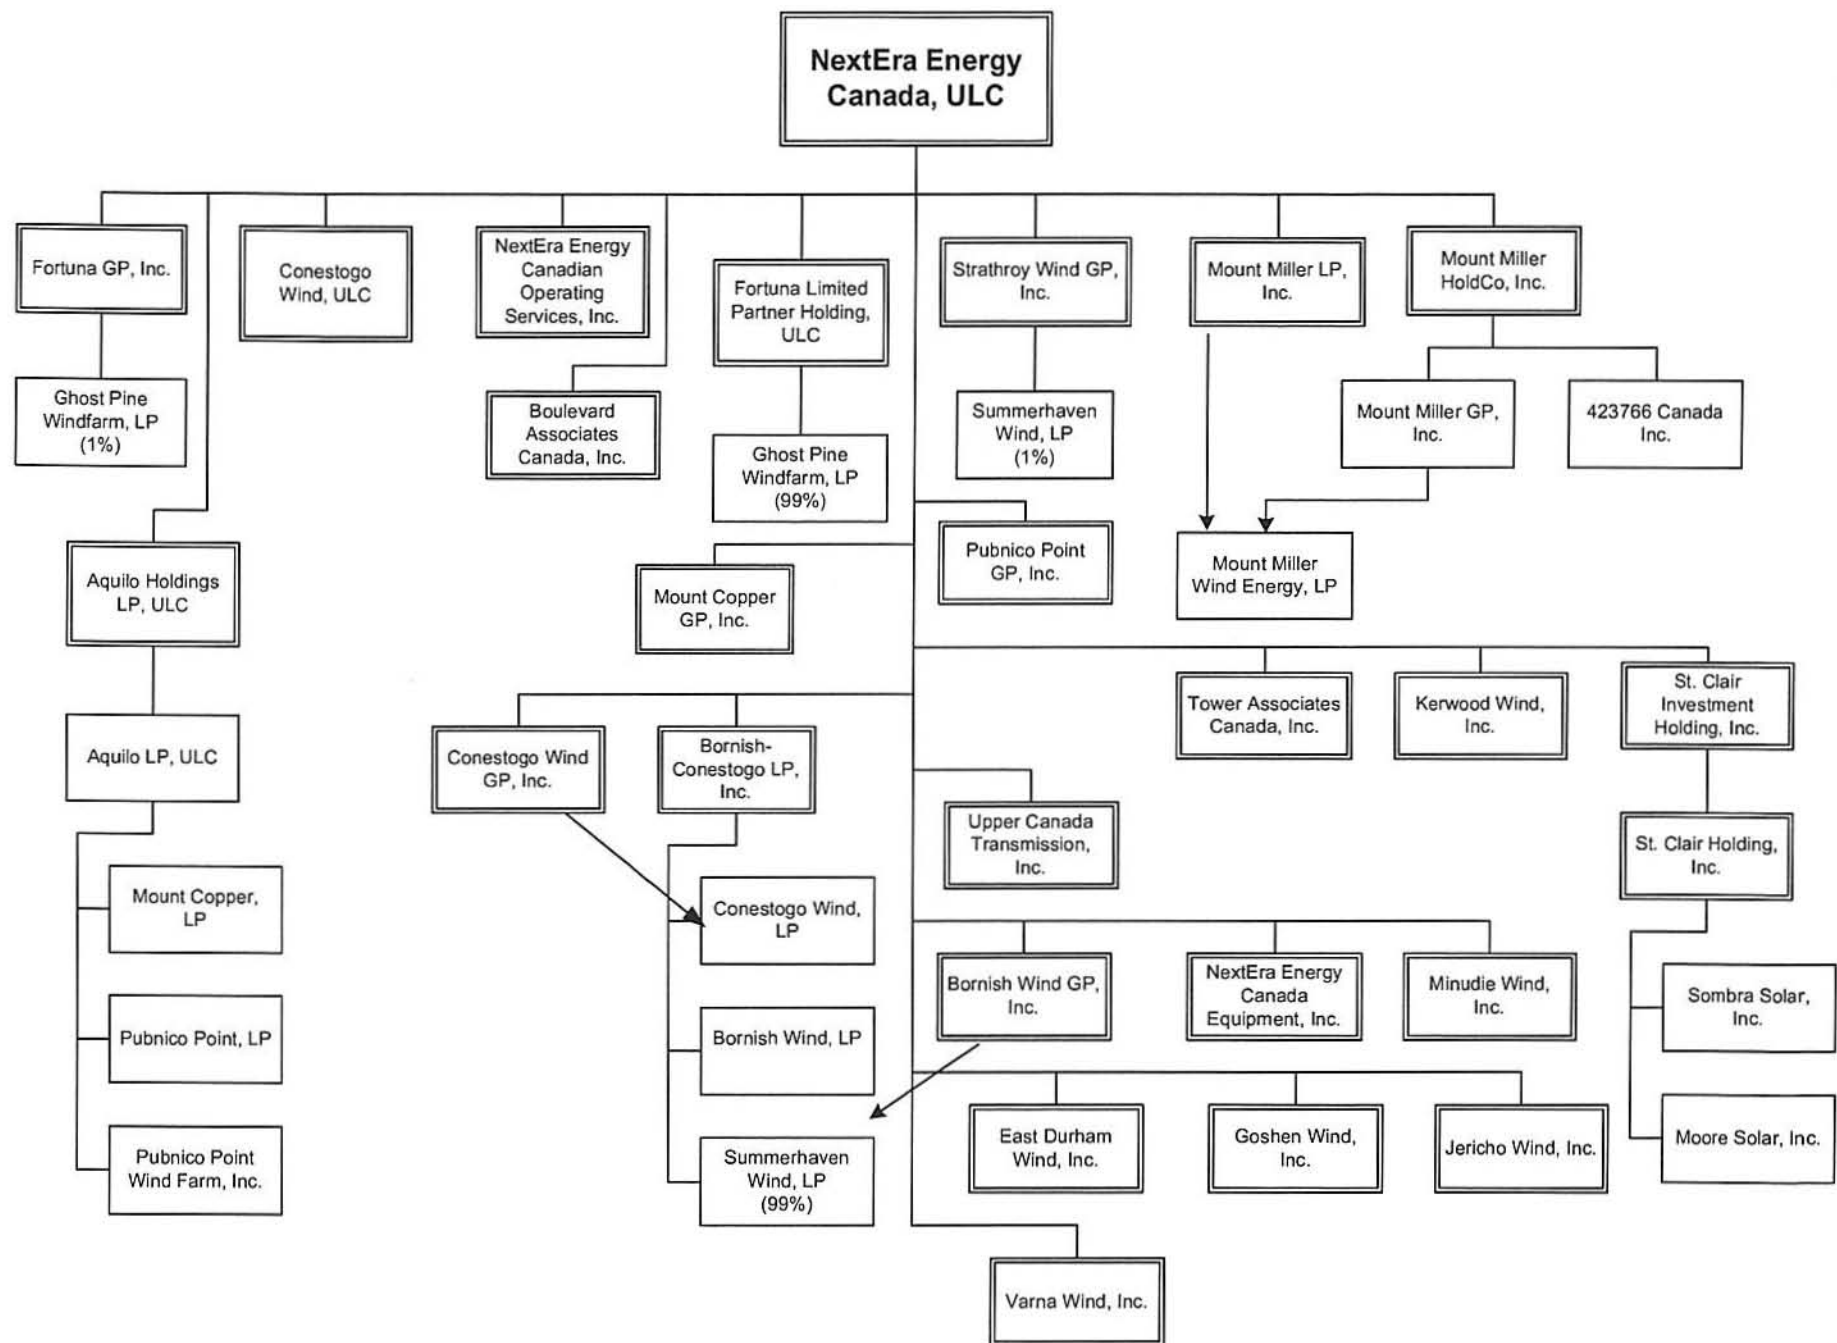 NextEra Energy
Canada, ULC
Fortuna GP, Inc.
Conestogo
Wind, ULC
NextEra Energy
Canadian
Operating
Services, Inc.
Fortuna Limited
Partner Holding,
ULC
Strathroy Wind GP,
Inc.
Mount Miller LP,
Inc.
Mount Miller
HoldCo, Inc.
Ghost Pine
Windfarm, LP
(1%)
Boulevard
Associates
Canada, Inc.
Ghost Pine
Windfarm, LP
(99%)
Summerhaven
Wind, LP
(1%)
Mount Miller GP,
Inc.
423766 Canada
Inc.
Aquilo Holdings
LP, ULC
Mount Copper
GP, Inc.
Pubnico Point
GP, Inc.
Mount Miller
Wind Energy, LP
Tower Associates
Canada, Inc.
Kerwood Wind,
Inc.
St. Clair
Investment
Holding, Inc.
Aquilo LP, ULC
Conestogo Wind
GP, Inc.
Bornish-
Conestogo LP,
Inc.
Upper Canada
Transmission,
Inc.
St. Clair Holding,
Inc.
Mount Copper,
LP
Conestogo Wind,
LP
Bornish Wind GP,
Inc.
NextEra Energy
Canada
Equipment, Inc.
Minudie Wind,
Inc.
Sombra Solar,
Inc.
Pubnico Point, LP
Bornish Wind, LP
East Durham
Wind, Inc.
Goshen Wind,
Inc.
Jericho Wind, Inc.
Moore Solar, Inc.
Pubnico Point
Wind Farm, Inc.
Summerhaven
Wind, LP
(99%)
Varna Wind, Inc.